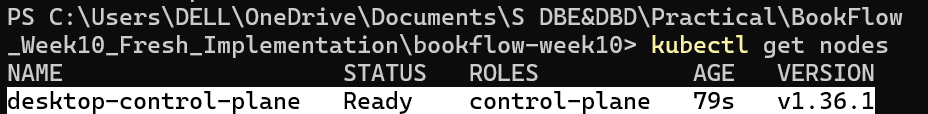 PS C:\Users\DELL\OneDrive\Documents\S DBE&DBD\Practical\BookFlow
_Week10_Fresh_Implementation\bookflow-week10> kubectl get nodes
NAME STATUS ROLES AGE VERSION
desktop-control-plane Ready control-plane 79s v1.36.1